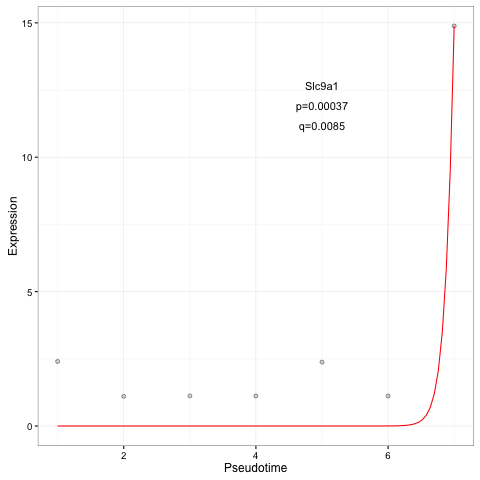 15
Slc9a1
p=0.00037
q=0.0085
10
Expression
5
0
2 4 6
Pseudotime